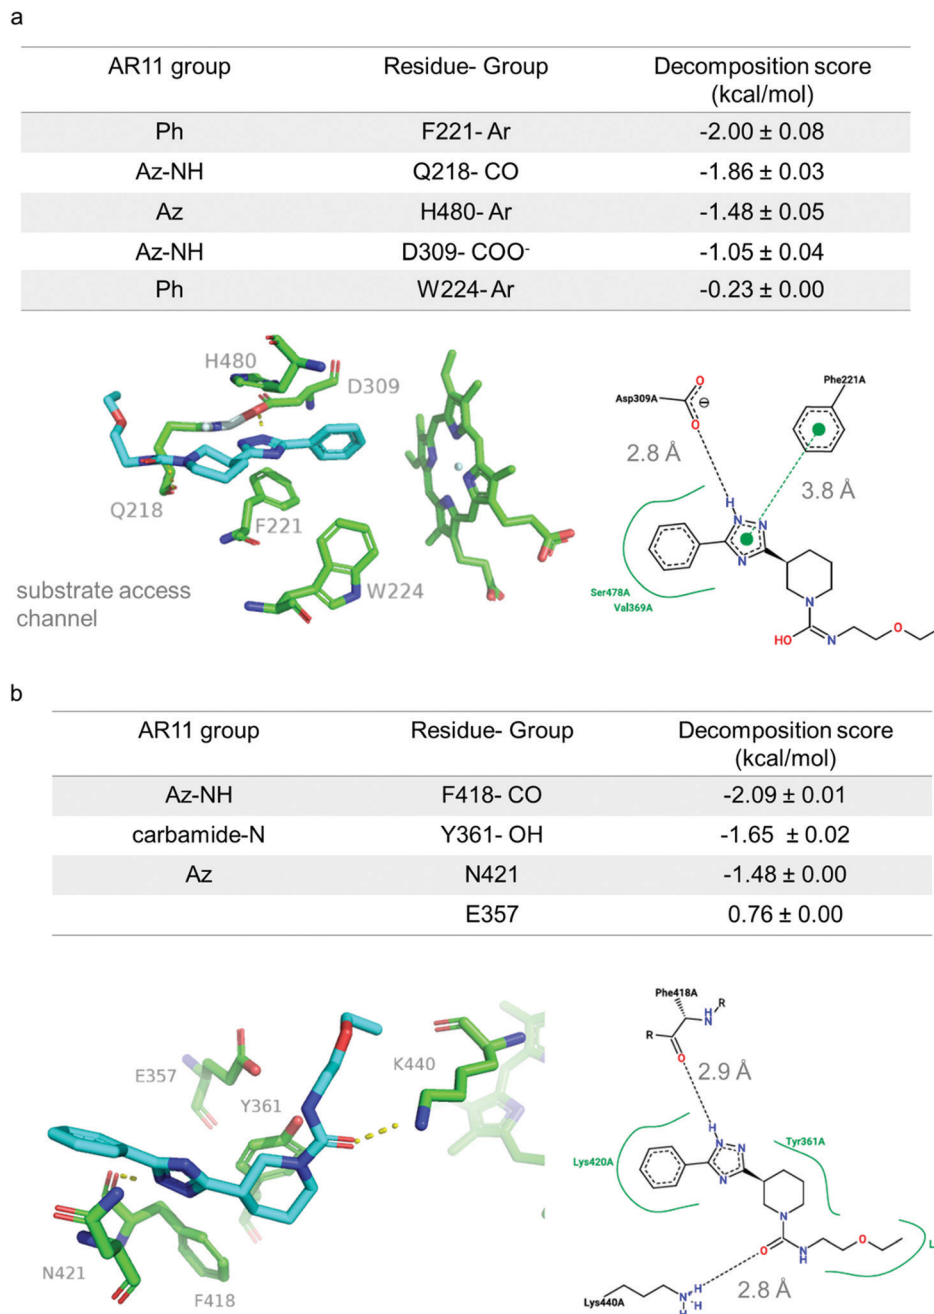 a
AR11 group Residue- Group Decomposition score
(kcal/mol)
Ph F221- Ar -2.00 ± 0.08
Az-NH Q218- CO -1.86 ± 0.03
Az H480- Ar -1.48 ± 0.05
Az-NH D309- COO-
-1.05 ± 0.04
Ph W224- Ar -0.23 ± 0.00
H480
D309
Q218
F221
W224
substrate access
channel
Asp309A
O
⊖
O
Phe221A
2.8 Å
3.8 Å
H
N
N
N
Ser478A
Val369A
N
HO
N
O
b
AR11 group Residue- Group Decomposition score
(kcal/mol)
Az-NH F418- CO -2.09 ± 0.01
carbamide-N Y361- OH -1.65 ± 0.02
Az N421 -1.48 ± 0.00
E357 0.76 ± 0.00
E357
Y361
K440
N421
F418
Phe418A
H
N
R
R
O
2.9 Å
H
N
N
N
Lys420A
Tyr361A
N
O
N
H
O
L
2.8 Å
Lys440A
H
N
H
H